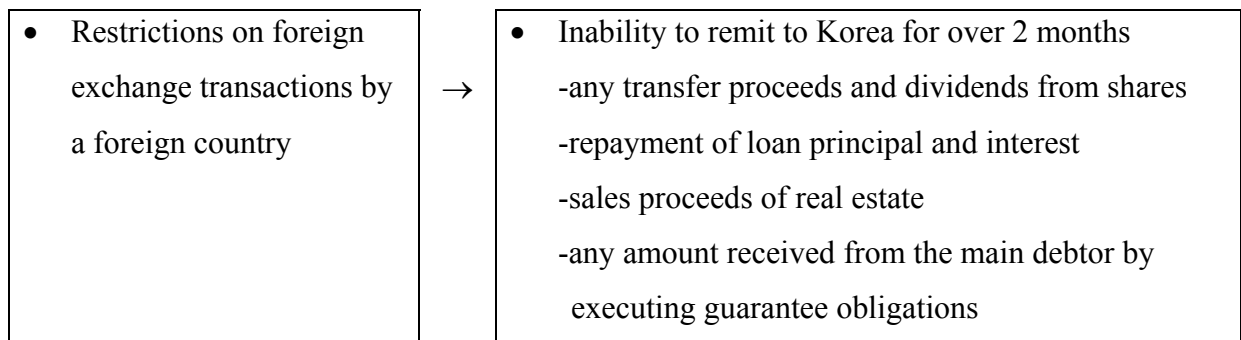 • Restrictions on foreign
exchange transactions by
a foreign country
→
• Inability to remit to Korea for over 2 months
-any transfer proceeds and dividends from shares
-repayment of loan principal and interest
-sales proceeds of real estate
-any amount received from the main debtor by
executing guarantee obligations